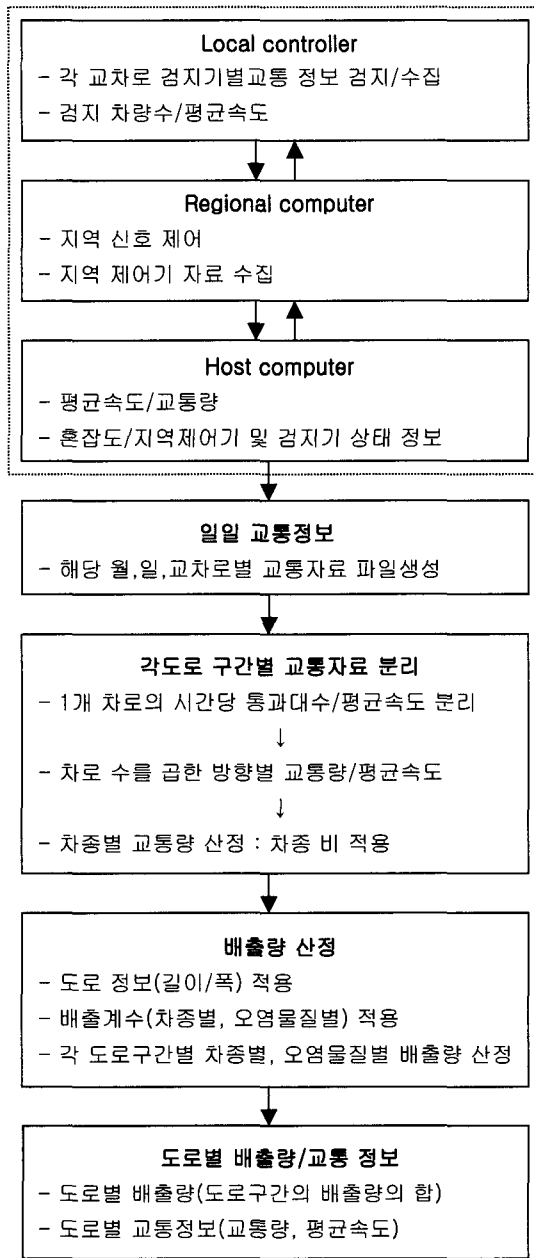 Local controller
- 각 교차로 검지기별교통 정보 검지/수집
- 검지 차량수/평균속도
Regional computer
- 지역 신호 제어
- 지역 제어기 자료 수집
Host computer
- 평균속도/교통량
- 혼잡도/지역제어기 및 검지기 상태 정보
일일 교통정보
- 해당 월,일,교차로별 교통자료 파일생성
각도로 구간별 교통자료 분리
- 1개 차로의 시간당 통과대수/평균속도 분리
↓
- 차로 수를 곱한 방향별 교통량/평균속도
↓
- 차종별 교통량 산정 : 차종 비 적용
배출량 산정
- 도로 정보(길이/폭) 적용
- 배출계수(차종별, 오염물질별) 적용
- 각 도로구간별 차종별, 오염물질별 배출량 산정
도로별 배출량/교통 정보
- 도로별 배출량(도로구간의 배출량의 합)
- 도로별 교통정보(교통량, 평균속도)